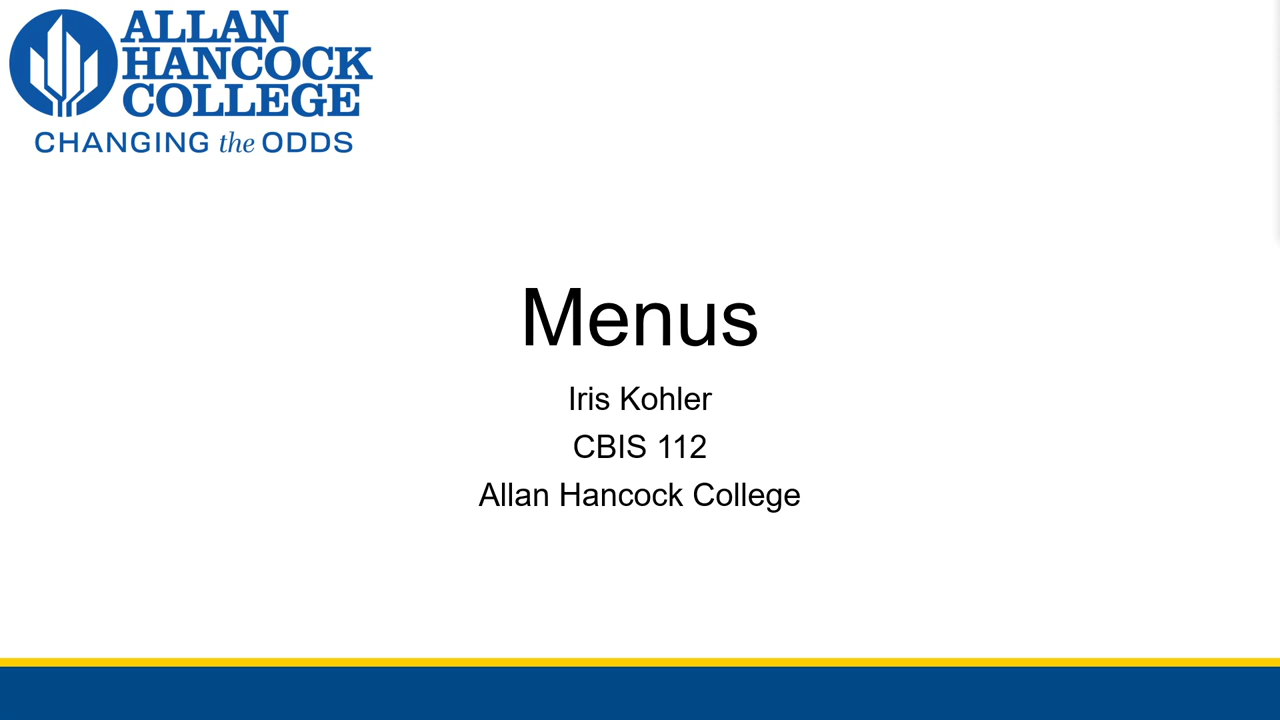 ALLAN
HANCOCK
COLLEGE
CHANGING the ODDS
Menus
Iris Kohler
CBIS 112
Allan Hancock College